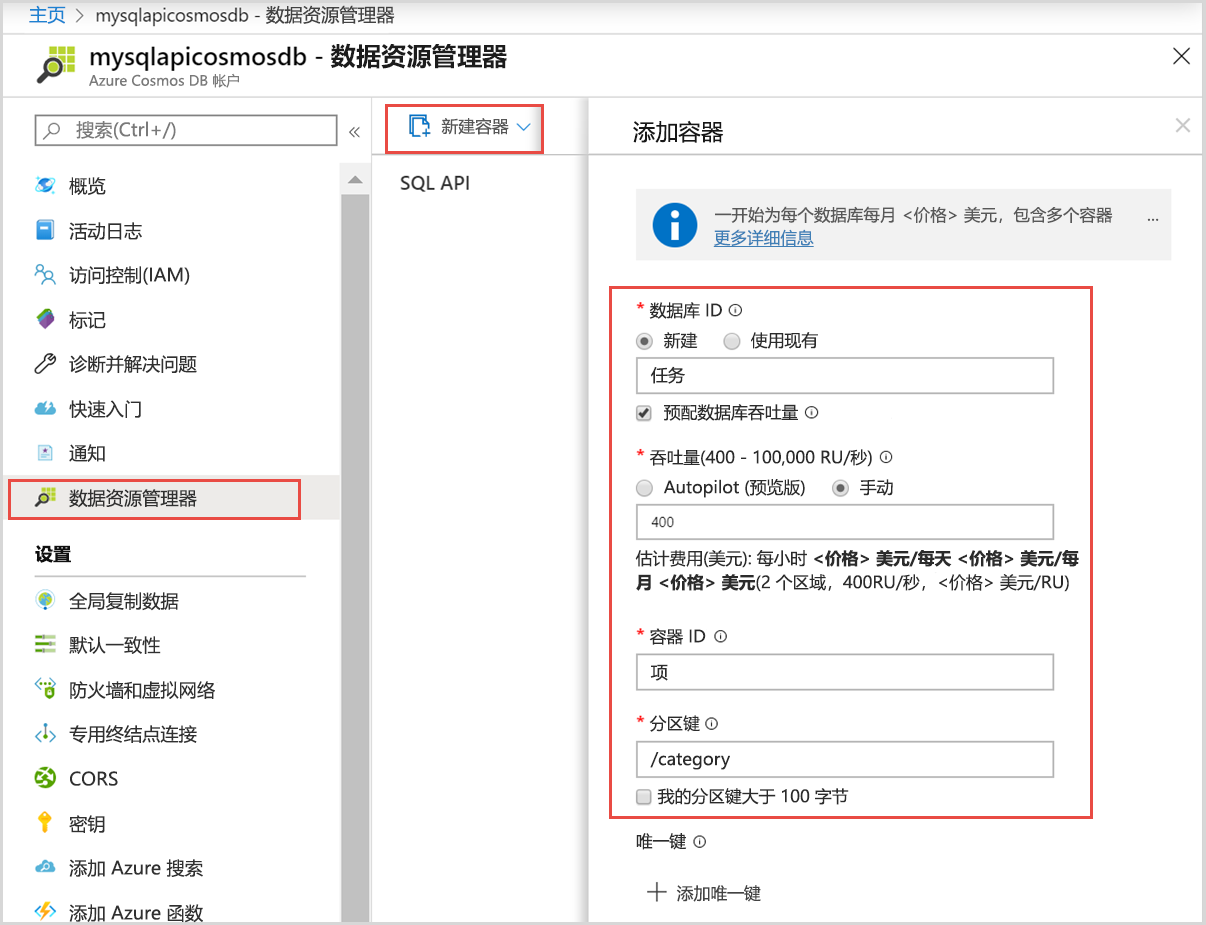 主页 > mysqlapicosmosdb - 数据资源管理器
mysqlapicosmosdb - 数据资源管理器
Azure Cosmos DB 帐户
搜索(Ctrl+/)
«
概览
活动日志
访问控制(IAM)
标记
诊断并解决问题
快速入门
通知
数据资源管理器
设置
全局复制数据
默认一致性
防火墙和虚拟网络
专用终结点连接
CORS
密钥
添加 Azure 搜索
添加 Azure 函数
新建容器
SQL API
添加容器
一开始为每个数据库每月 <价格> 美元，包含多个容器 ...
更多详细信息
* 数据库 ID
新建 使用现有
任务
预配数据库吞吐量
* 吞吐量(400 - 100,000 RU/秒)
Autopilot (预览版) 手动
400
估计费用(美元): 每小时 <价格> 美元/每天 <价格> 美元/每
月 <价格> 美元(2 个区域，400RU/秒，<价格> 美元/RU)
* 容器 ID
项
* 分区键
/category
我的分区键大于 100 字节
唯一键
添加唯一键